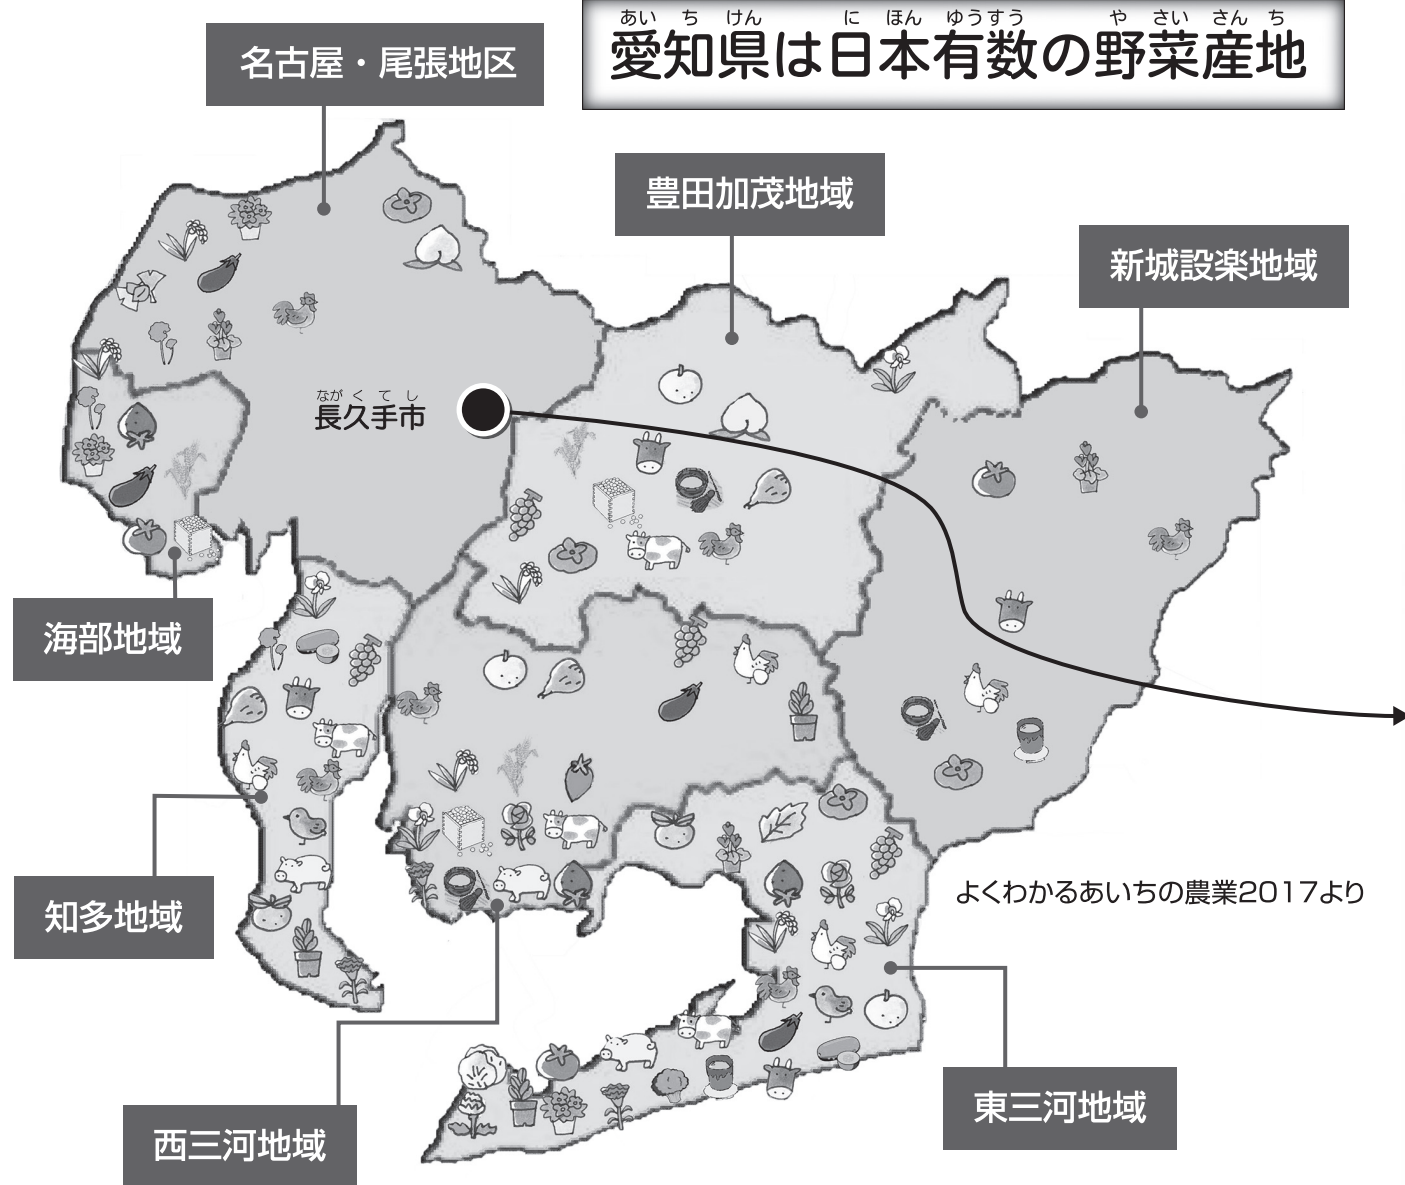 あいちけんにほんゆうすうやさいさんち
愛知県は日本有数の野菜産地
名古屋・尾張地区
豊田加茂地域
新城設楽地域
ながくてし
長久手市
海部地域
知多地域
よくわかるあいちの農業2017より
東三河地域
西三河地域